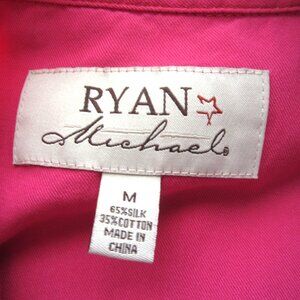 RYAN
Michael
M
65%SILK
35%COTTON
MADE IN
CHINA